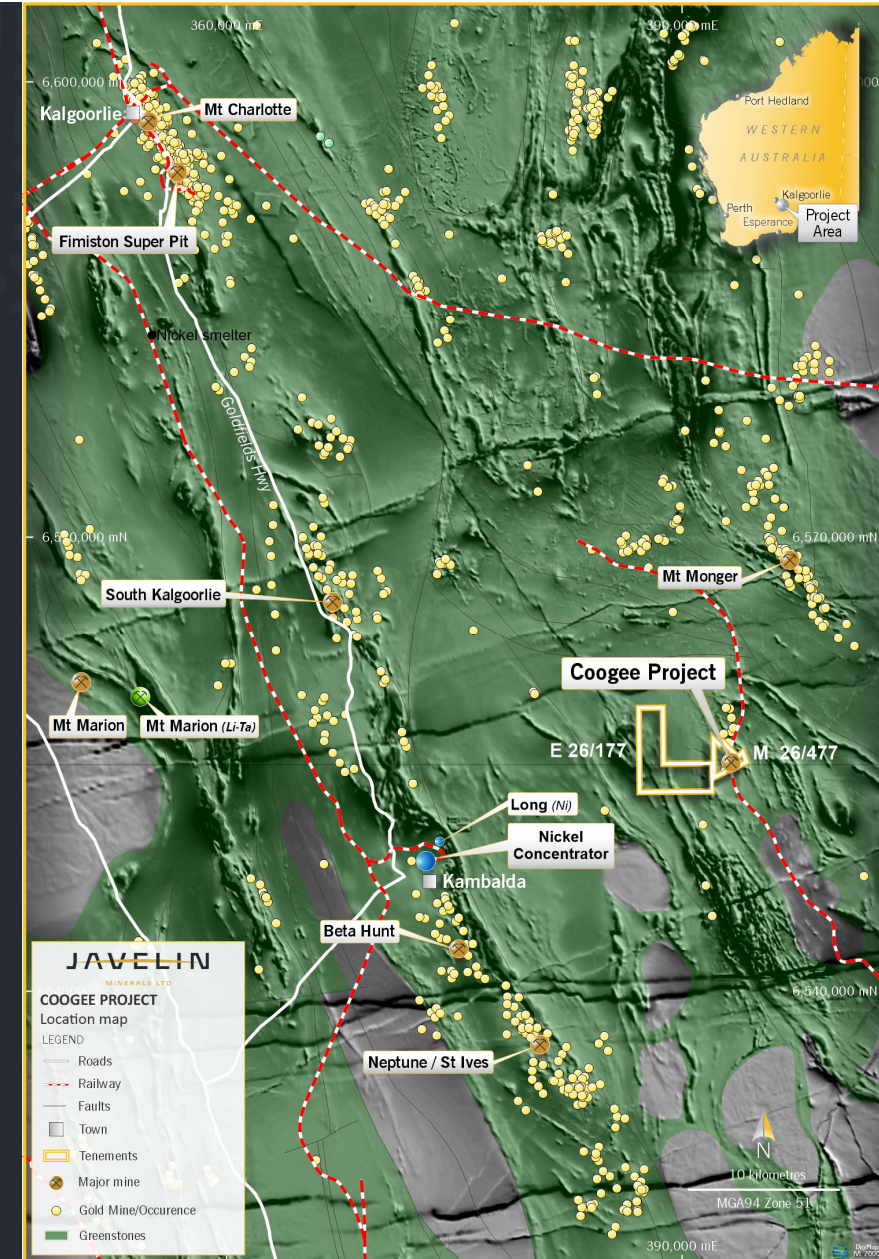 360,000 mE
390,000 mE
6,600,000 mN
Kalgoorlie
Mt Charlotte
Port Hedland
WESTERN
AUSTRALIA
Kalgoorlie
Perth
Esperance
Project
Area
Fimiston Super Pit
Nickel smelter
Goldfields Hwy
6,570,000 mN
6,570,000 mN
South Kalgoorlie
Mt Monger
Coogee Project
Mt Marion
Mt Marion (Li-Ta)
E 26/177
M 26/477
Long (Ni)
Nickel
Concentrator
Kambalda
Beta Hunt
6,540,000 mN
Neptune / St Ives
JAVELIN
MINERALS LTD
COOGEE PROJECT
Location map
LEGEND
Roads
Railway
Faults
Town
Tenements
Major mine
Gold Mine/Occurence
Greenstones
N
10 kilometres
MGA94 Zone 51
390,000 mE